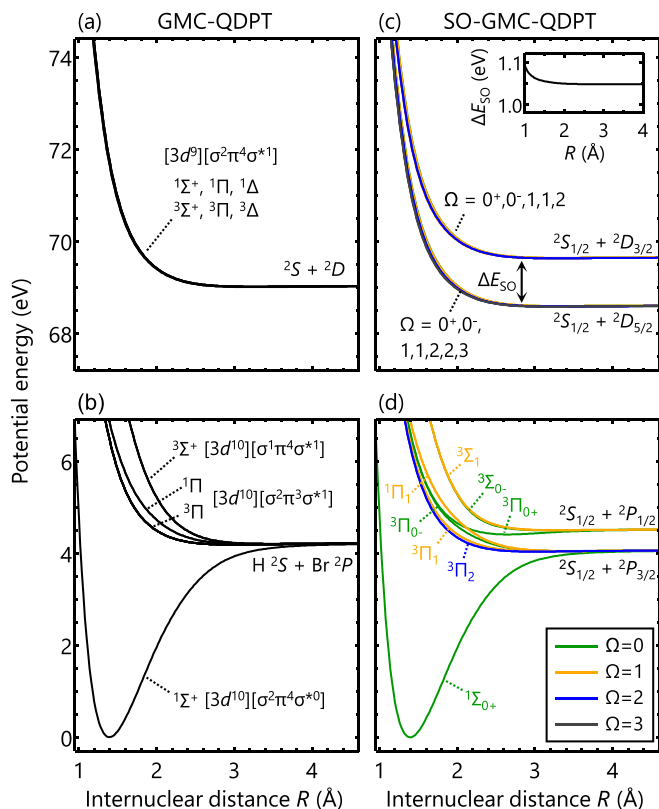 GMC-QDPT
SO-GMC-QDPT
Potential energy (eV)
(a)
74
72
70
68
[3d⁹][σ²π⁴σ*¹]
¹Σ⁺, ¹Π, ¹Δ
³Σ⁺, ³Π, ³Δ
²S + ²D
(c)
ΔE_SO (eV)
1.1
1.0
1 2 3 4
R (Å)
Ω = 0⁺,0⁻,1,1,2
²S₁/₂ + ²D₃/₂
ΔE_SO
²S₁/₂ + ²D₅/₂
Ω = 0⁺,0⁻,
1,1,2,2,3
(b)
6
4
2
0
³Σ⁺ [3d¹⁰][σ¹π⁴σ*¹]
¹Π
³Π [3d¹⁰][σ²π³σ*¹]
H ²S + Br ²P
¹Σ⁺ [3d¹⁰][σ²π⁴σ*⁰]
1 2 3 4
Internuclear distance R (Å)
(d)
³Σ₁
¹Π₁
³Σ₀₋
³Π₀₊
³Π₀₋
²S₁/₂ + ²P₁/₂
³Π₁
³Π₂
²S₁/₂ + ²P₃/₂
¹Σ₀₊
Ω=0
Ω=1
Ω=2
Ω=3
1 2 3 4
Internuclear distance R (Å)